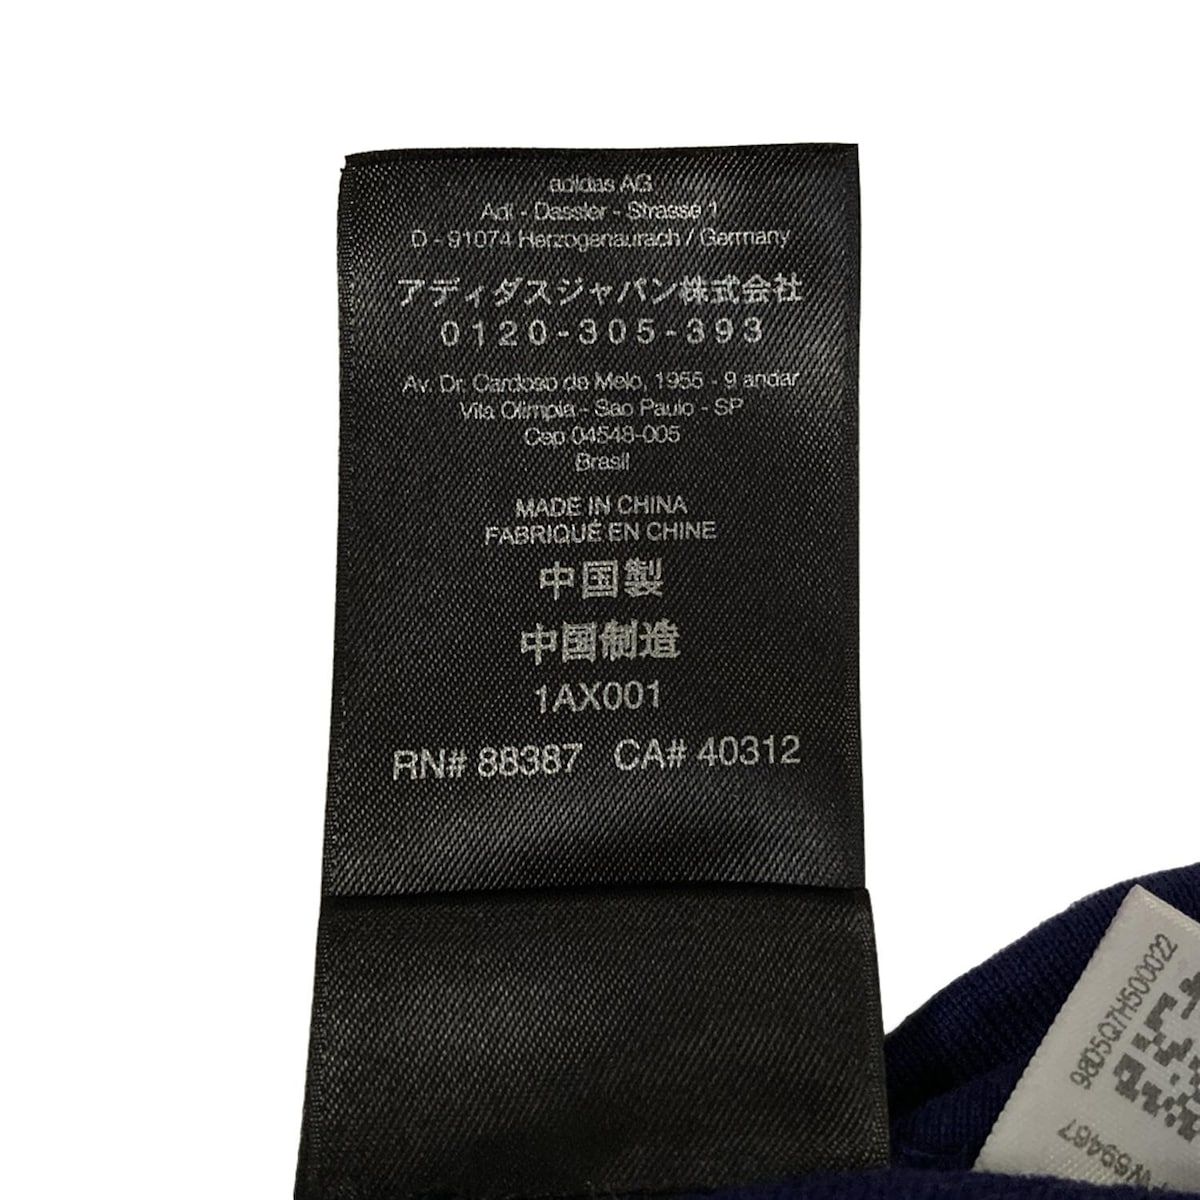 adidas AG
Adi - Dassler - Strasse 1
D - 91074 Herzogenaurach / Germany
アディダスジャパン株式会社
0120-305-393
Av. Dr. Cardoso de Melo, 1955 - 9 andar
Vila Olimpia - Sao Paulo - SP
Cep 04548-005
Brasil
MADE IN CHINA
FABRIQUÉ EN CHINE
中国製
中国制造
1AX001
RN# 88387 CA# 40312
98D5Q7H500022